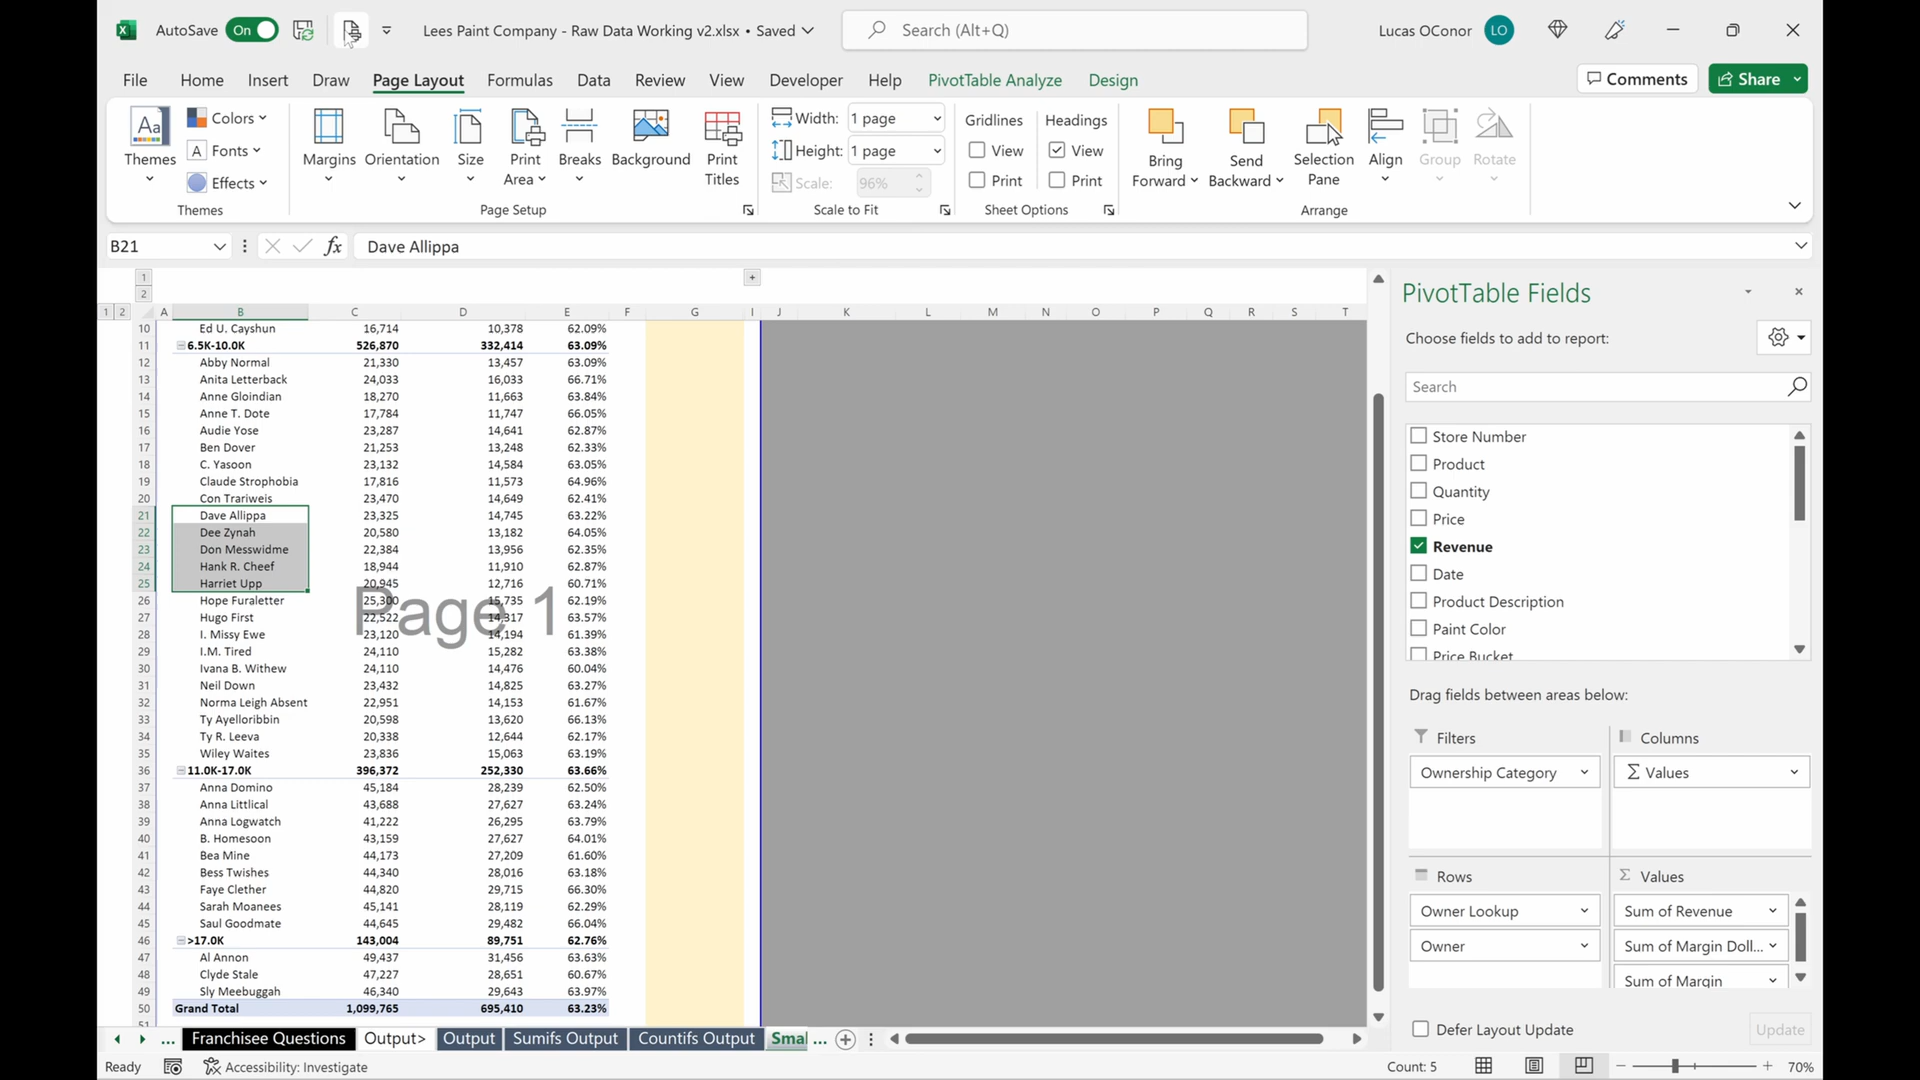 AutoSave On Lees Paint Company - Raw Data Working v2.xlsx • Saved Search (Alt+Q) Lucas OConor LO
File Home Insert Draw Page Layout Formulas Data Review View Developer Help PivotTable Analyze Design Comments Share
Themes Colors Fonts Effects Margins Orientation Size Print Area Breaks Background Print Titles Width: 1 page Height: 1 page Scale: 96% Gridlines View Print Headings View Print Bring Forward Send Backward Selection Pane Align Group Rotate
Themes Page Setup Scale to Fit Sheet Options Arrange
B21 fx Dave Allippa
1
2
1 2 A B C D E F G I J K L M N O P Q R S T
10 Ed U. Cayshun 16,714 10,378 62.09%
11 6.5K-10.0K 526,870 332,414 63.09%
12 Abby Normal 21,330 13,457 63.09%
13 Anita Letterback 24,033 16,033 66.71%
14 Anne Gloindian 18,270 11,663 63.84%
15 Anne T. Dote 17,784 11,747 66.05%
16 Audie Yose 23,287 14,641 62.87%
17 Ben Dover 21,253 13,248 62.33%
18 C. Yasoon 23,132 14,584 63.05%
19 Claude Strophobia 17,816 11,573 64.96%
20 Con Trariweis 23,470 14,649 62.41%
21 Dave Allippa 23,325 14,745 63.22%
22 Dee Zynah 20,580 13,182 64.05%
23 Don Messwidme 22,384 13,956 62.35%
24 Hank R. Cheef 18,944 11,910 62.87%
25 Harriet Upp 20,945 12,716 60.71%
26 Hope Furaletter 25,300 15,735 62.19%
Page 1
27 Hugo First 22,522 14,317 63.57%
28 I. Missy Ewe 23,120 14,194 61.39%
29 I.M. Tired 24,110 15,282 63.38%
30 Ivana B. Withew 24,110 14,476 60.04%
31 Neil Down 23,432 14,825 63.27%
32 Norma Leigh Absent 22,951 14,153 61.67%
33 Ty Ayelloribbin 20,598 13,620 66.13%
34 Ty R. Leeva 20,338 12,644 62.17%
35 Wiley Waites 23,836 15,063 63.19%
36 11.0K-17.0K 396,372 252,330 63.66%
37 Anna Domino 45,184 28,239 62.50%
38 Anna Littlical 43,688 27,627 63.24%
39 Anna Logwatch 41,222 26,295 63.79%
40 B. Homesoon 43,159 27,627 64.01%
41 Bea Mine 44,173 27,209 61.60%
42 Bess Twishes 44,340 28,016 63.18%
43 Faye Clether 44,820 29,715 66.30%
44 Sarah Moanees 45,141 28,119 62.29%
45 Saul Goodmate 44,645 29,482 66.04%
46 >17.0K 143,004 89,751 62.76%
47 Al Annon 49,437 31,456 63.63%
48 Clyde Stale 47,227 28,651 60.67%
49 Sly Meebuggah 46,340 29,643 63.97%
50 Grand Total 1,099,765 695,410 63.23%
51
PivotTable Fields
Choose fields to add to report:
Search
Store Number
Product
Quantity
Price
Revenue
Date
Product Description
Paint Color
Price Bucket
Drag fields between areas below:
Filters Columns
Ownership Category Σ Values
Rows Σ Values
Owner Lookup Sum of Revenue
Owner Sum of Margin Doll...
Sum of Margin
Defer Layout Update Update
... Franchisee Questions Output> Output Sumifs Output Countifs Output Smal ...
Ready Accessibility: Investigate Count: 5 70%